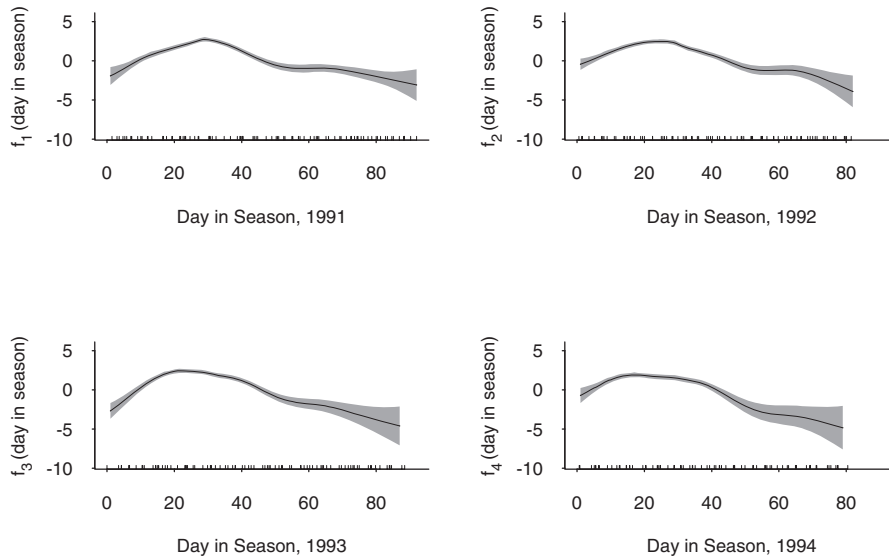 5
0
-5
-10
f1 (day in season)
0 20 40 60 80
Day in Season, 1991
5
0
-5
-10
f2 (day in season)
0 20 40 60 80
Day in Season, 1992
5
0
-5
-10
f3 (day in season)
0 20 40 60 80
Day in Season, 1993
5
0
-5
-10
f4 (day in season)
0 20 40 60 80
Day in Season, 1994